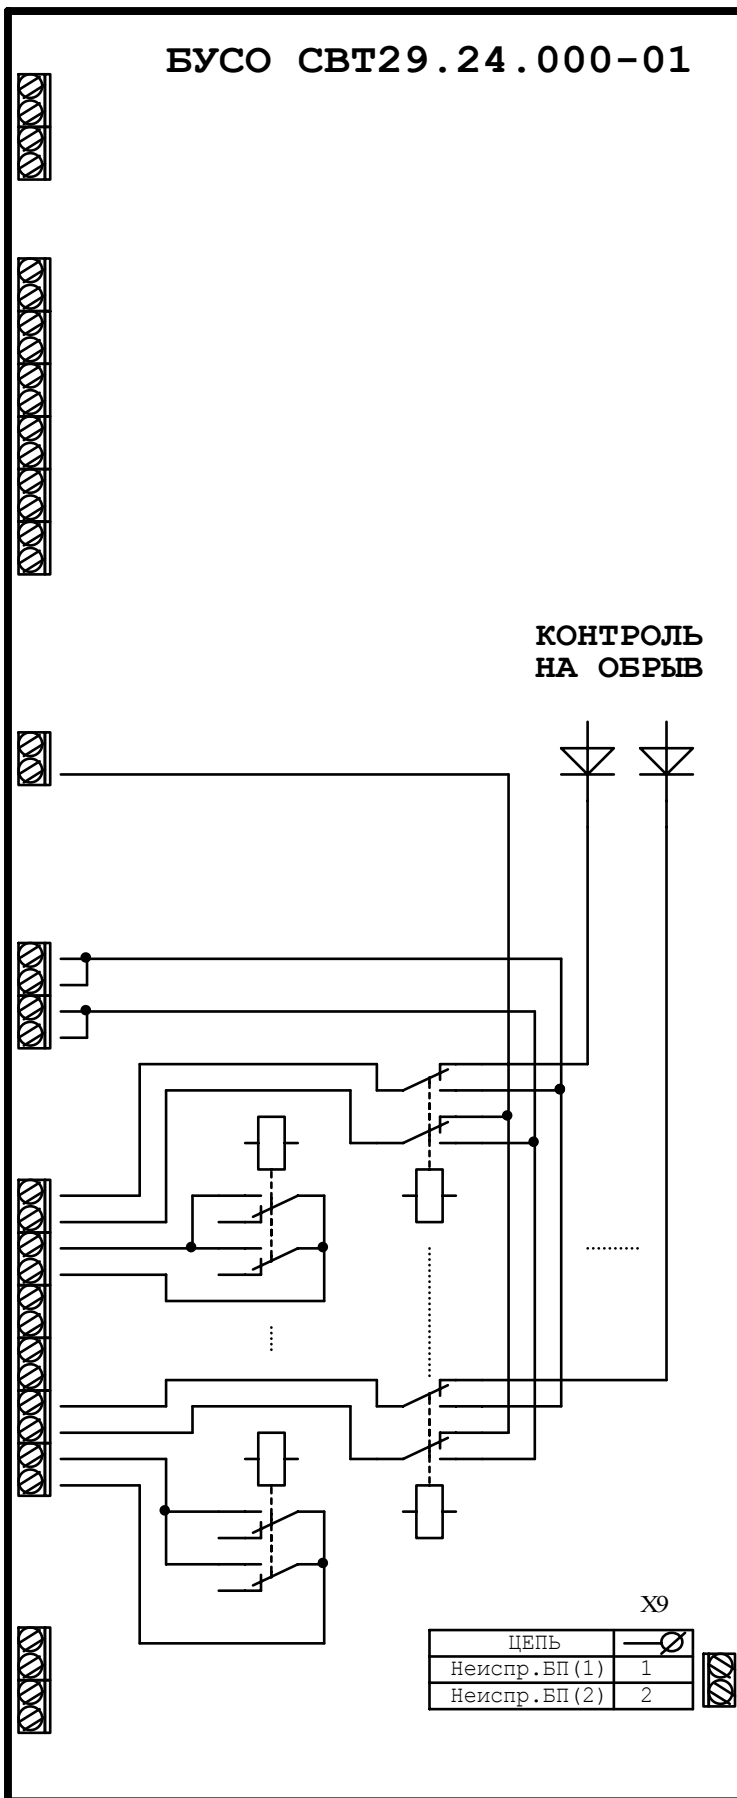 БУСО СВТ29.24.000-01
КОНТРОЛЬ
НА ОБРЫВ
X9
ЦЕПЬ
Неиспр.БП(1) 1
Неиспр.БП(2) 2